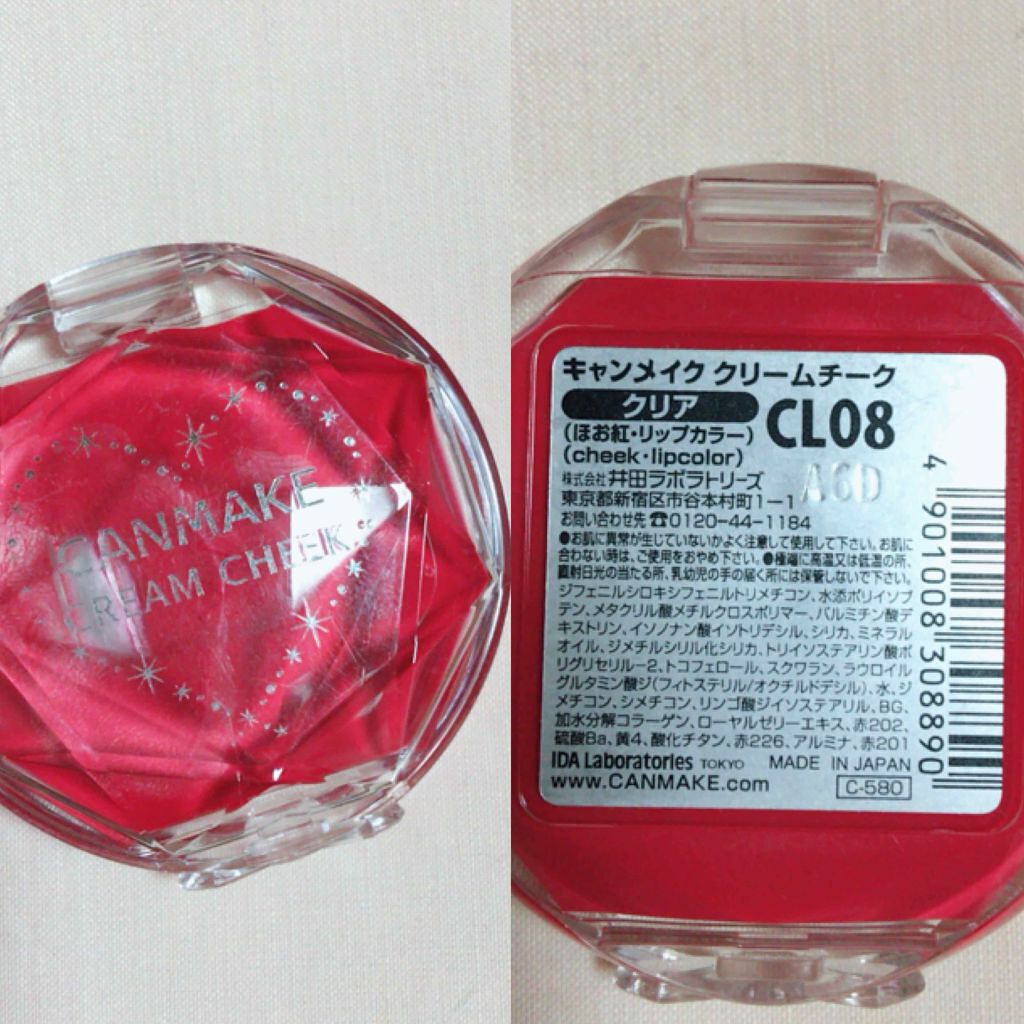 CANMAKE
CREAM CHEEK
キャンメイク クリームチーク
クリア
CL08
(ほお紅・リップカラー)
(cheek・lipcolor)
株式会社 井田ラボラトリーズ
A6D
東京都新宿区市谷本村町1-1
お問い合わせ先 ☎0120-44-1184
●お肌に異常が生じていないかよく注意して使用して下さい。お肌に
合わない時は、ご使用をおやめ下さい。●極端に高温又は低温の所、
直射日光の当たる所、乳幼児の手の届く所には保管しないで下さい。
ジフェニルシロキシフェニルトリメチコン、水添ポリイソブ
テン、メタクリル酸メチルクロスポリマー、パルミチン酸デ
キストリン、イソノナン酸イソトリデシル、シリカ、ミネラル
オイル、ジメチルシリル化シリカ、トリイソステアリン酸ポ
リグリセリル-2、トコフェロール、スクワラン、ラウロイル
グルタミン酸ジ(フィトステリル/オクチルドデシル)、水、ジ
メチコン、シメチコン、リンゴ酸ジイソステアリル、BG、
加水分解コラーゲン、ローヤルゼリーエキス、赤202、
硫酸Ba、黄4、酸化チタン、赤226、アルミナ、赤201
IDA Laboratories TOKYO MADE IN JAPAN
www.CANMAKE.com C-580
4 901008 308890